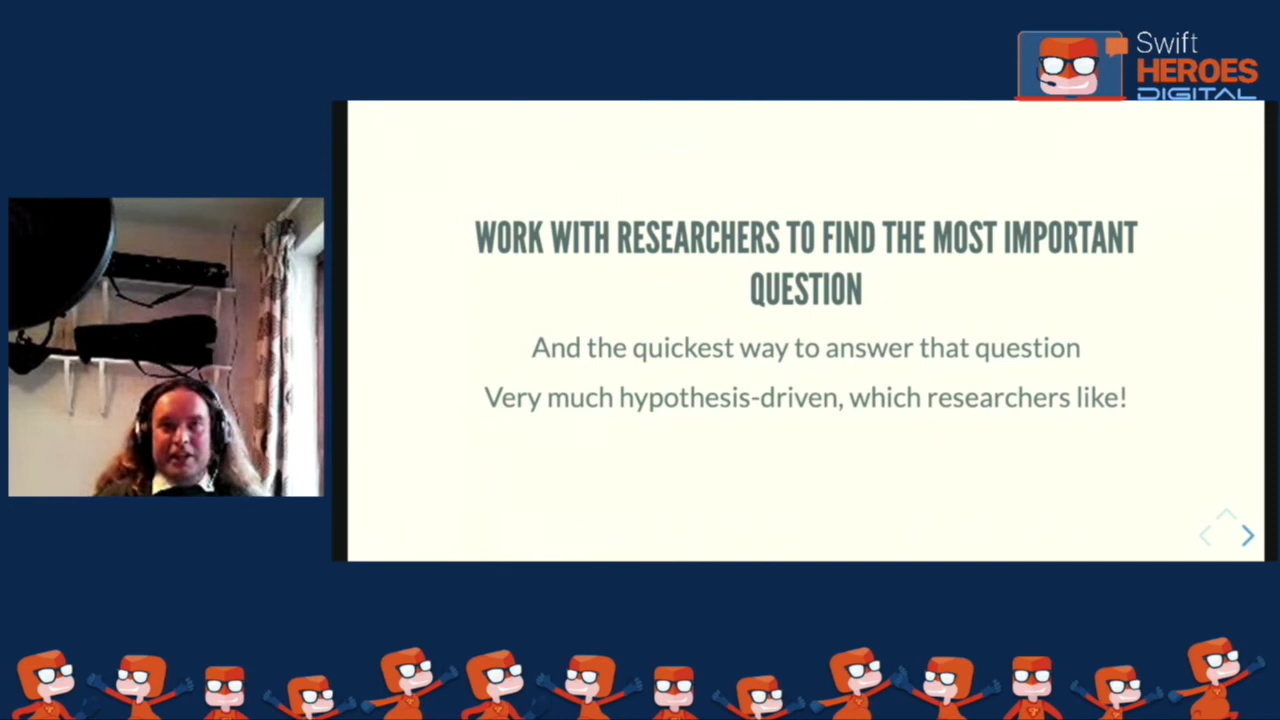 Swift
HEROES
DIGITAL
WORK WITH RESEARCHERS TO FIND THE MOST IMPORTANT
QUESTION
And the quickest way to answer that question
Very much hypothesis-driven, which researchers like!